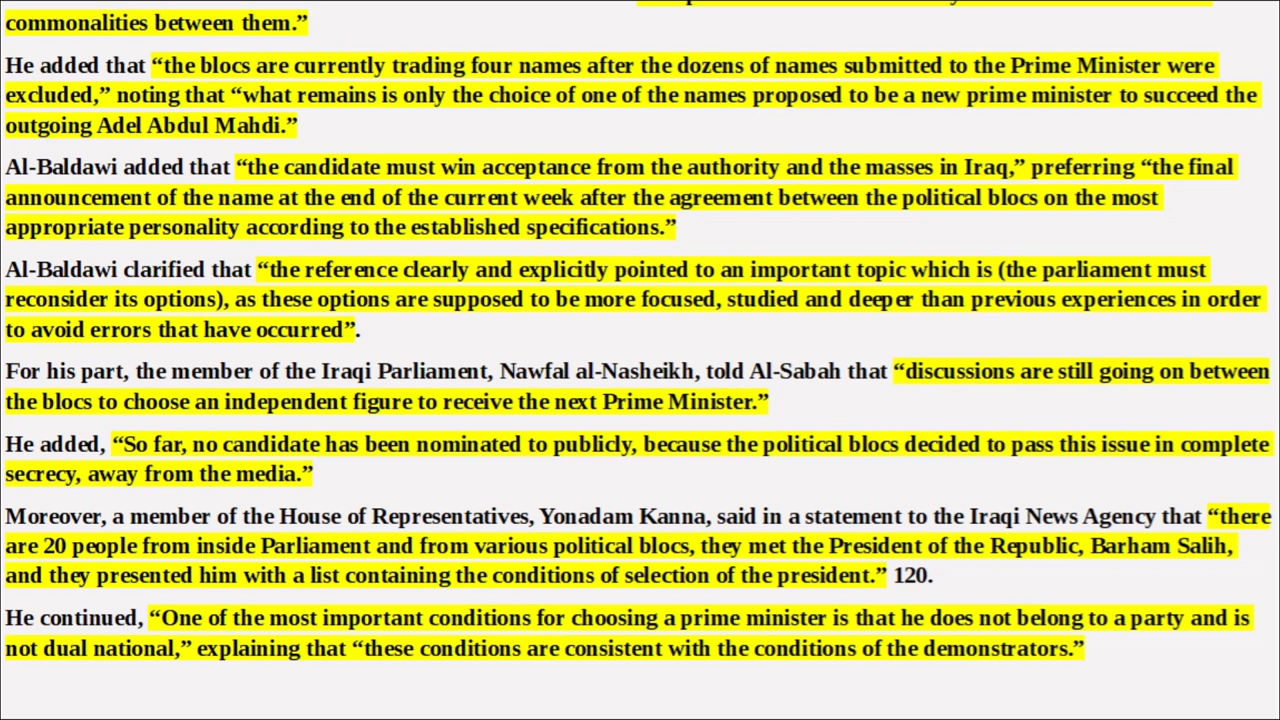 commonalities between them.”
He added that “the blocs are currently trading four names after the dozens of names submitted to the Prime Minister were
excluded,” noting that “what remains is only the choice of one of the names proposed to be a new prime minister to succeed the
outgoing Adel Abdul Mahdi.”
Al-Baldawi added that “the candidate must win acceptance from the authority and the masses in Iraq,” preferring “the final
announcement of the name at the end of the current week after the agreement between the political blocs on the most
appropriate personality according to the established specifications.”
Al-Baldawi clarified that “the reference clearly and explicitly pointed to an important topic which is (the parliament must
reconsider its options), as these options are supposed to be more focused, studied and deeper than previous experiences in order
to avoid errors that have occurred”.
For his part, the member of the Iraqi Parliament, Nawfal al-Nasheikh, told Al-Sabah that “discussions are still going on between
the blocs to choose an independent figure to receive the next Prime Minister.”
He added, “So far, no candidate has been nominated to publicly, because the political blocs decided to pass this issue in complete
secrecy, away from the media.”
Moreover, a member of the House of Representatives, Yonadam Kanna, said in a statement to the Iraqi News Agency that “there
are 20 people from inside Parliament and from various political blocs, they met the President of the Republic, Barham Salih,
and they presented him with a list containing the conditions of selection of the president.” 120.
He continued, “One of the most important conditions for choosing a prime minister is that he does not belong to a party and is
not dual national,” explaining that “these conditions are consistent with the conditions of the demonstrators.”